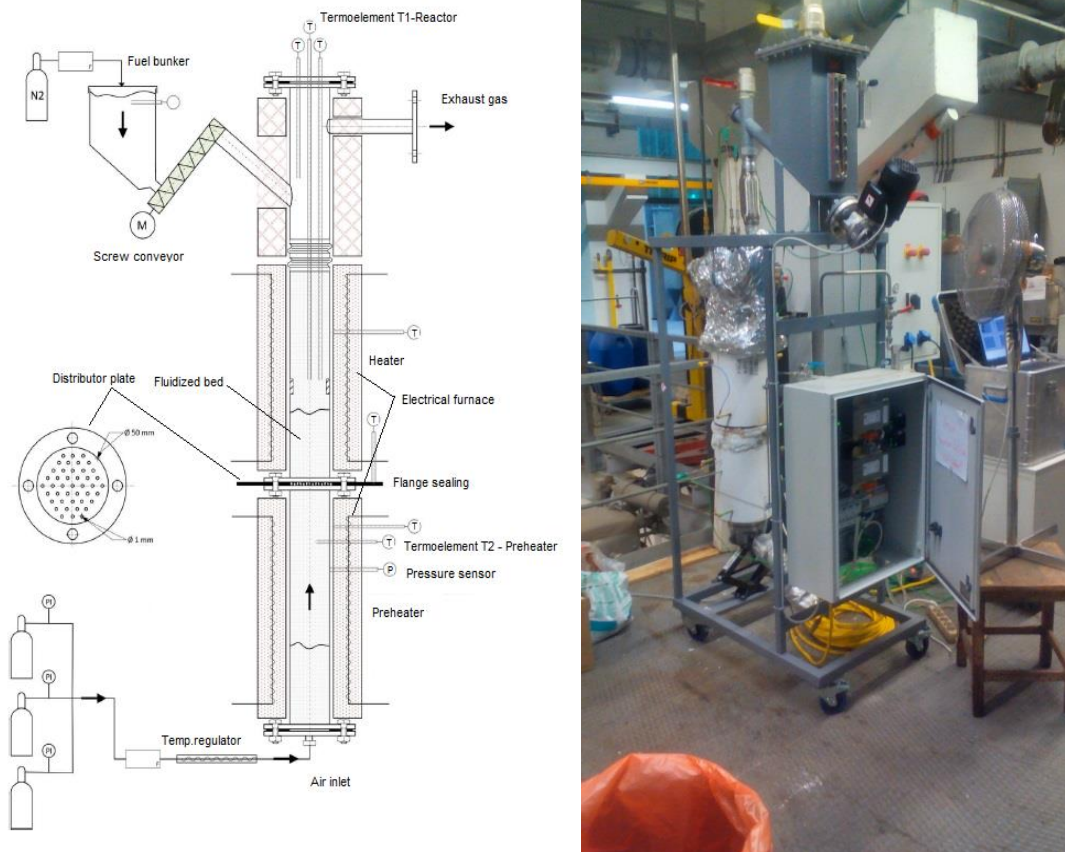 Termoelement T1-Reactor
T
T
T
Fuel bunker
F
N2
Exhaust gas
M
Screw conveyor
T
Heater
Distributor plate
Fluidized bed
Electrical furnace
T
Ø 50 mm
Flange sealing
Ø 1 mm
T
T
Termoelement T2 - Preheater
P
Pressure sensor
Preheater
PI
PI
PI
Temp.regulator
F
Air inlet